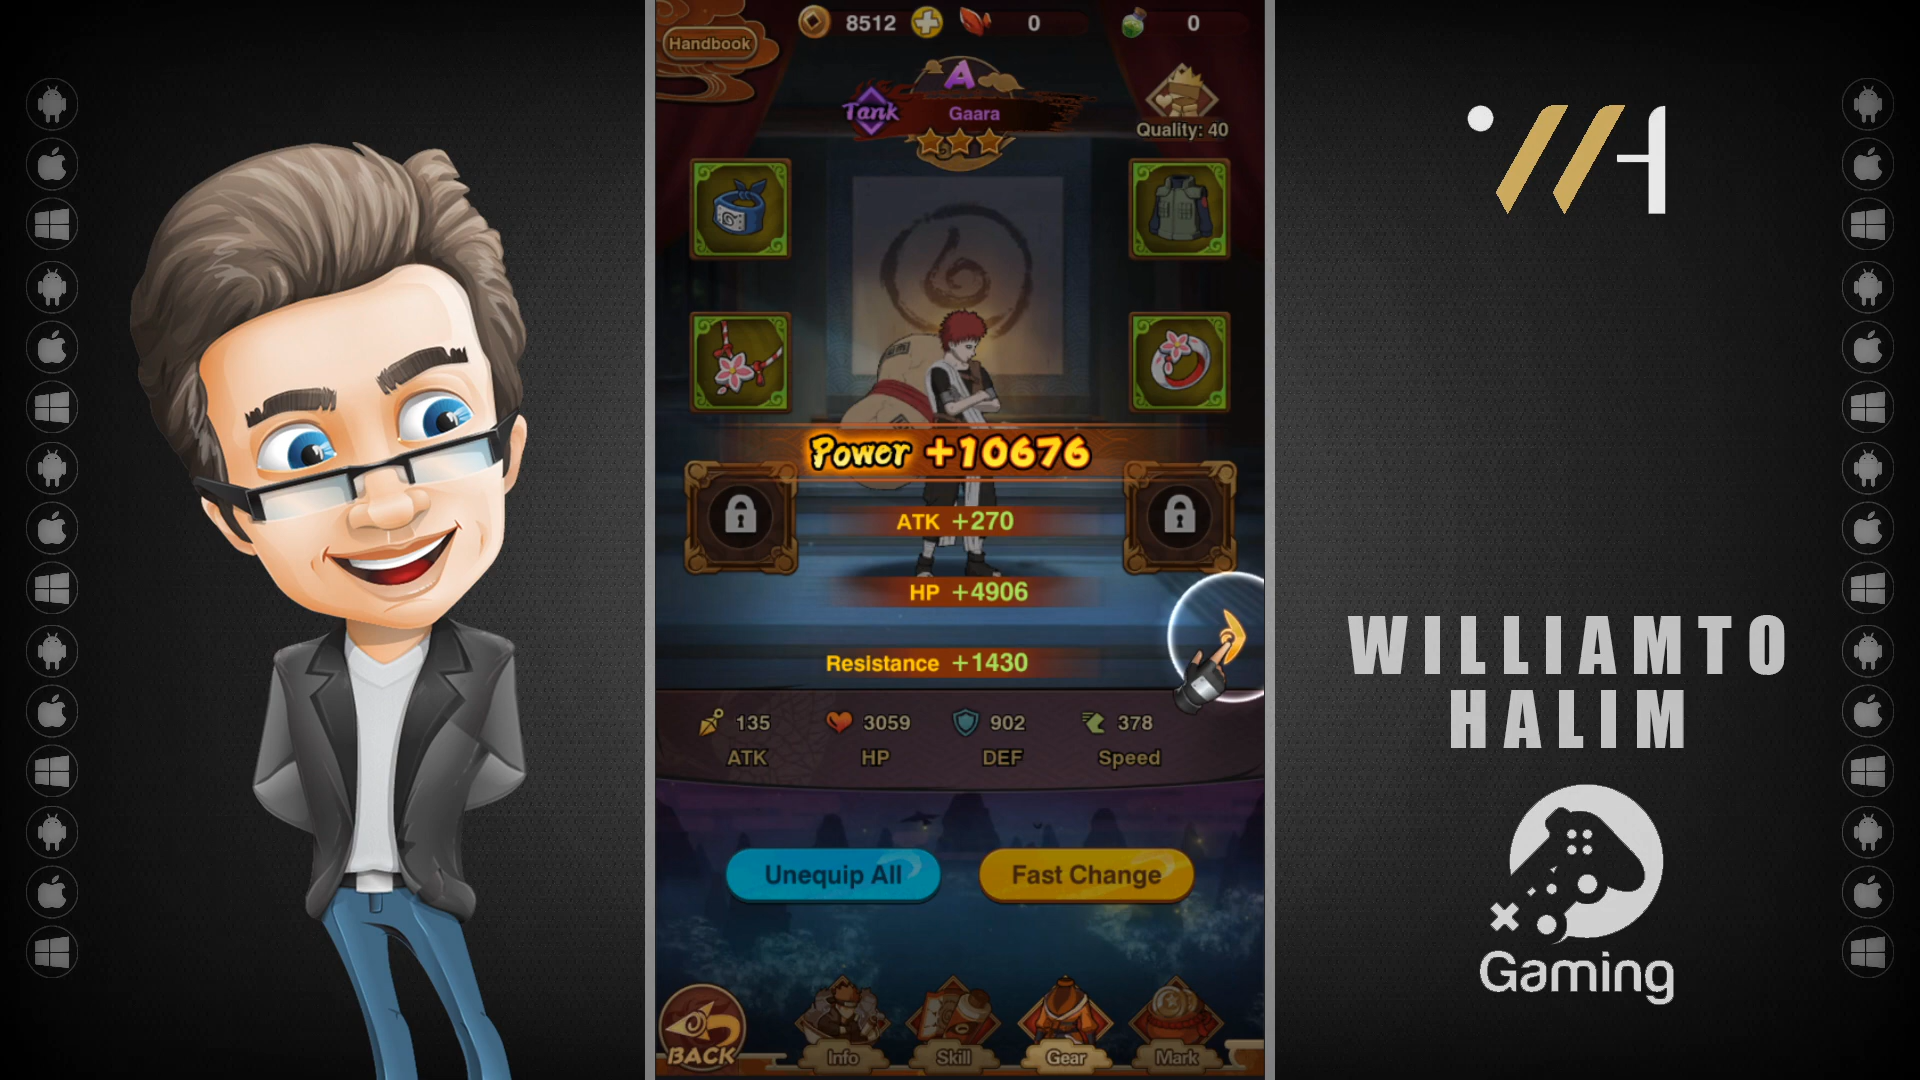 8512
0
0
Handbook
A
Tank
Gaara
Quality: 40
Power +10676
ATK +270
HP +4906
Resistance +1430
135
3059
902
378
ATK
HP
DEF
Speed
Unequip All
Fast Change
BACK
Info
Skill
Gear
Mark
WH
WILLIAMTO
HALIM
Gaming